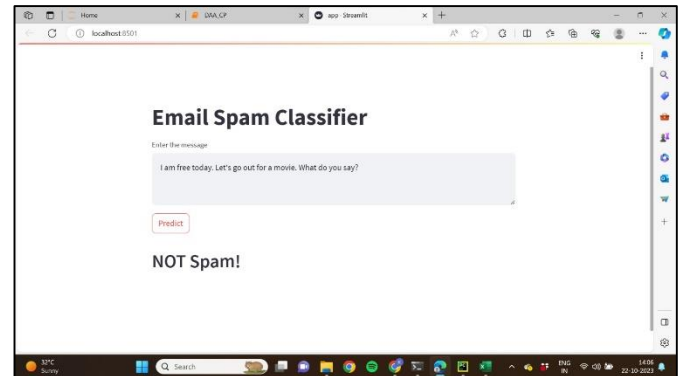 Home
DAA_CP
app · Streamlit
localhost:8501
Email Spam Classifier
Enter the message
I am free today. Let's go out for a movie. What do you say?
Predict
NOT Spam!
32°C
Sunny
Search
ENG
IN
14:06
22-10-2023